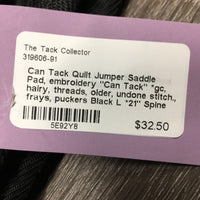 The Tack Collector
319606-91
Can Tack Quilt Jumper Saddle
Pad, embroidery "Can Tack" *gc,
hairy, threads, older, undone stitch.,
frays, puckers Black L *21" Spine
$32.50
5E92Y8